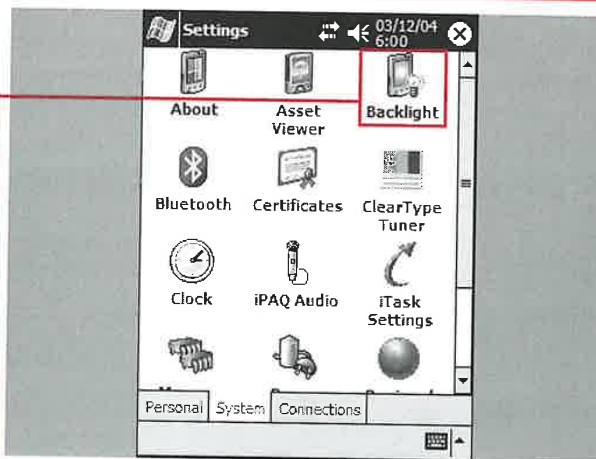 Settings
03/12/04
6:00
About
Asset
Viewer
Backlight
Bluetooth
Certificates
ClearType
Tuner
Clock
iPAQ Audio
iTask
Settings
Personal
System
Connections